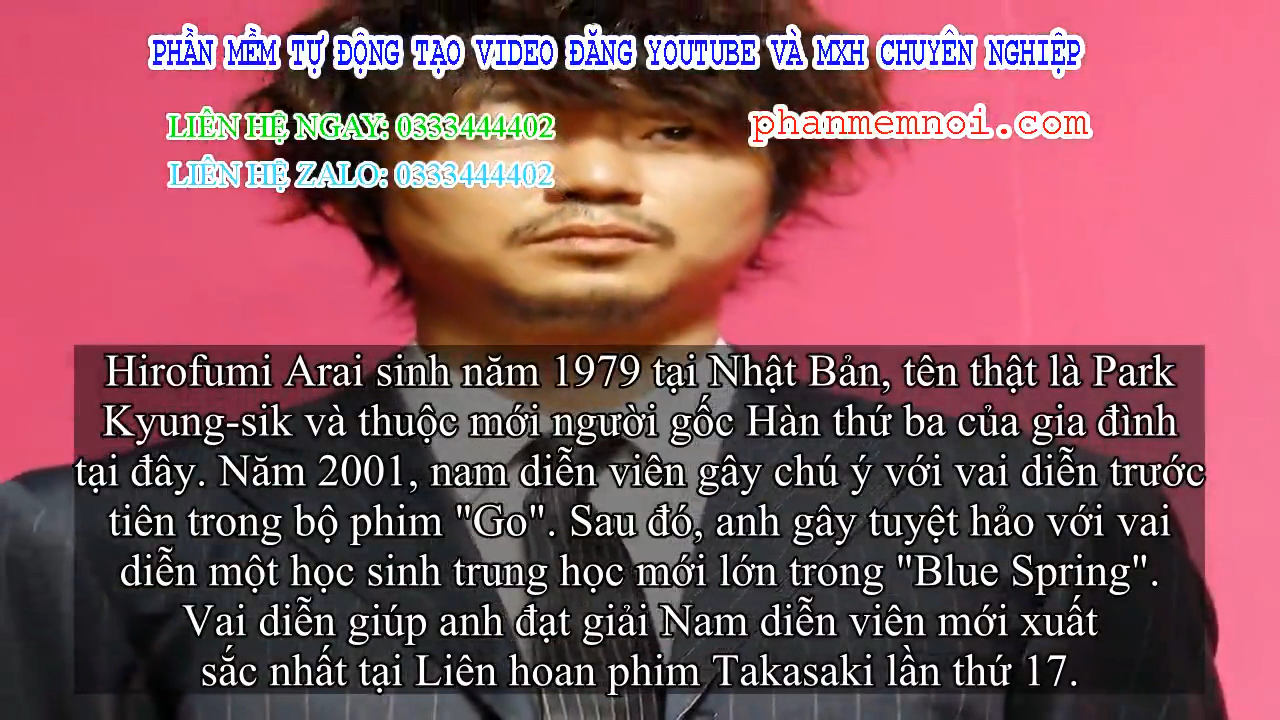 PHẦN MỀM TỰ ĐỘNG TẠO VIDEO ĐĂNG YOUTUBE VÀ MXH CHUYÊN NGHIỆP
LIÊN HỆ NGAY: 0333444402
phanmemnoi.com
LIÊN HỆ ZALO: 0333444402
Hirofumi Arai sinh năm 1979 tại Nhật Bản, tên thật là Park
Kyung-sik và thuộc mới người gốc Hàn thứ ba của gia đình
tại đây. Năm 2001, nam diễn viên gây chú ý với vai diễn trước
tiên trong bộ phim "Go". Sau đó, anh gây tuyệt hảo với vai
diễn một học sinh trung học mới lớn trong "Blue Spring".
Vai diễn giúp anh đạt giải Nam diễn viên mới xuất
sắc nhất tại Liên hoan phim Takasaki lần thứ 17.